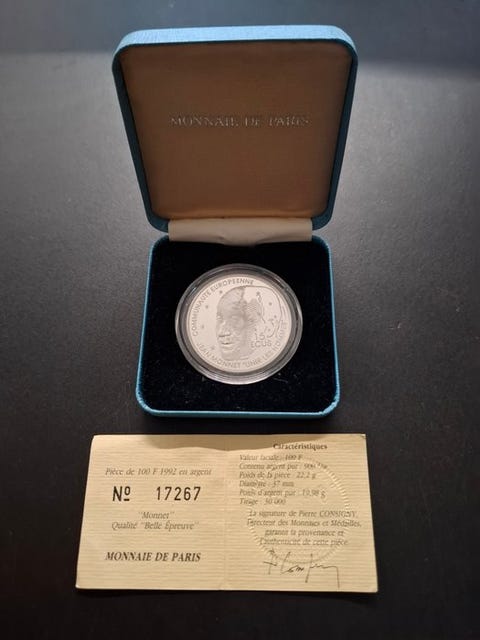 MONNAIE DE PARIS
COMMUNAUTE EUROPEENNE
15
ECUS
JEAN MONNET "UNIR LES HOMMES"
Pièce de 100 F 1992 en argent
Nº 17267
"Monnet"
Qualité "Belle Épreuve"
MONNAIE DE PARIS
Caractéristiques
Valeur faciale : 100 F
Contenu argent pur : 900
Poids de la pièce : 22,2 g
Diamètre : 37 mm
Poids d'argent pur : 19,98 g
Tirage : 30 000
La signature de Pierre CONSIGNY,
Directeur des Monnaies et Médailles,
garantit la provenance et
l'authenticité de cette pièce.